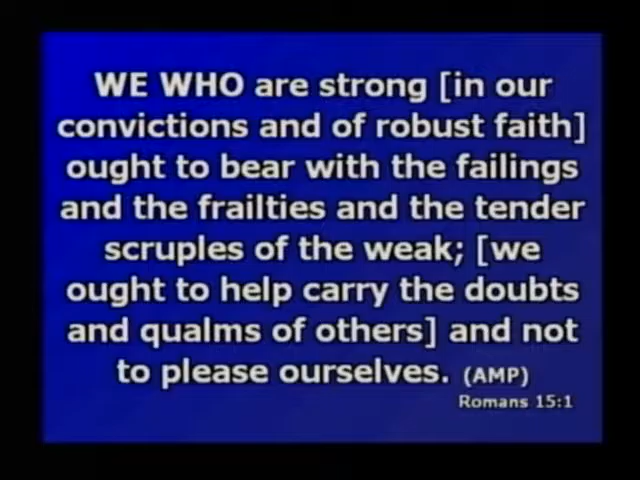 WE WHO are strong [in our
convictions and of robust faith]
ought to bear with the failings
and the frailties and the tender
scruples of the weak; [we
ought to help carry the doubts
and qualms of others] and not
to please ourselves. (AMP)
Romans 15:1